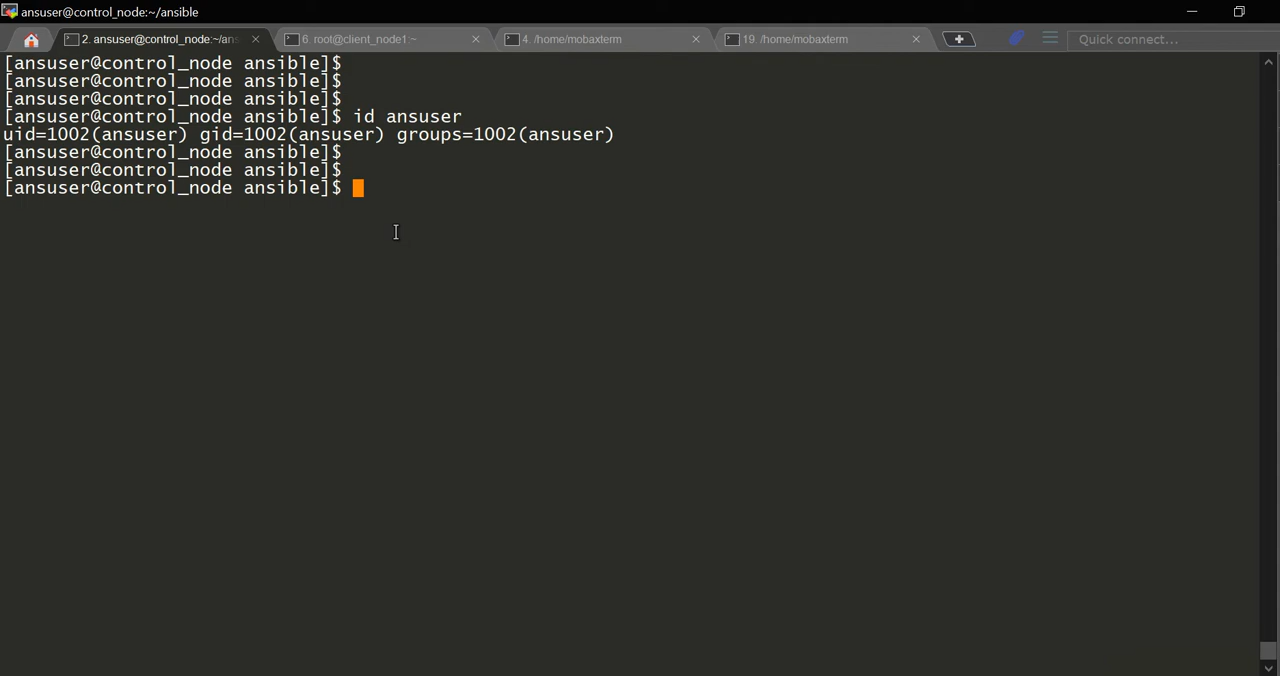 ansuser@control_node:~/ansible
2. ansuser@control_node:~/ans
6 root@client_node1:~
4. /home/mobaxterm
19. /home/mobaxterm
Quick connect...
[ansuser@control_node ansible]$
[ansuser@control_node ansible]$
[ansuser@control_node ansible]$
[ansuser@control_node ansible]$ id ansuser
uid=1002(ansuser) gid=1002(ansuser) groups=1002(ansuser)
[ansuser@control_node ansible]$
[ansuser@control_node ansible]$
[ansuser@control_node ansible]$